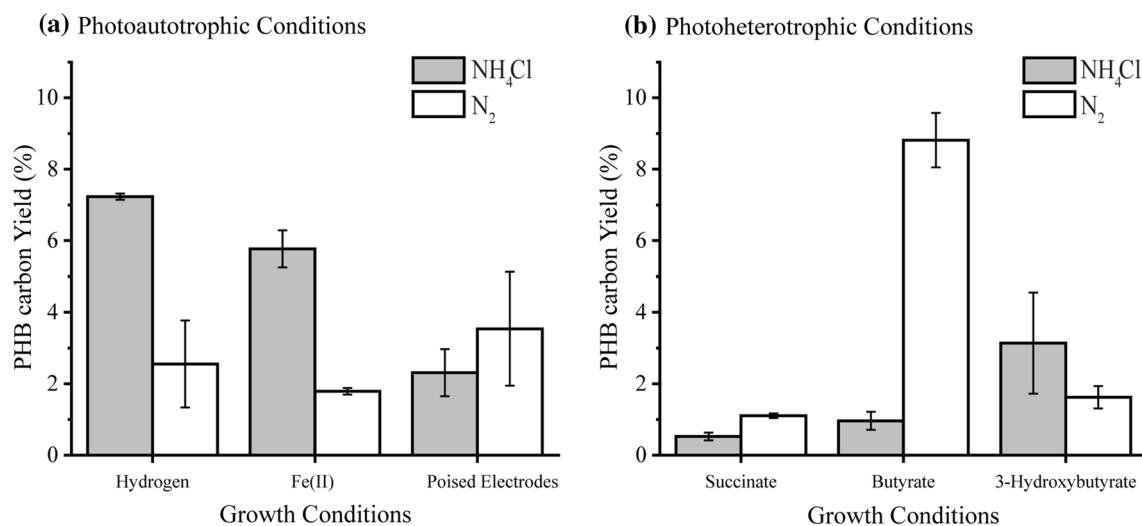 (a) Photoautotrophic Conditions
PHB carbon Yield (%)
10
8
6
4
2
0
NH₄Cl
N₂
Hydrogen Fe(II) Poised Electrodes
Growth Conditions
(b) Photoheterotrophic Conditions
PHB carbon Yield (%)
10
8
6
4
2
0
NH₄Cl
N₂
Succinate Butyrate 3-Hydroxybutyrate
Growth Conditions